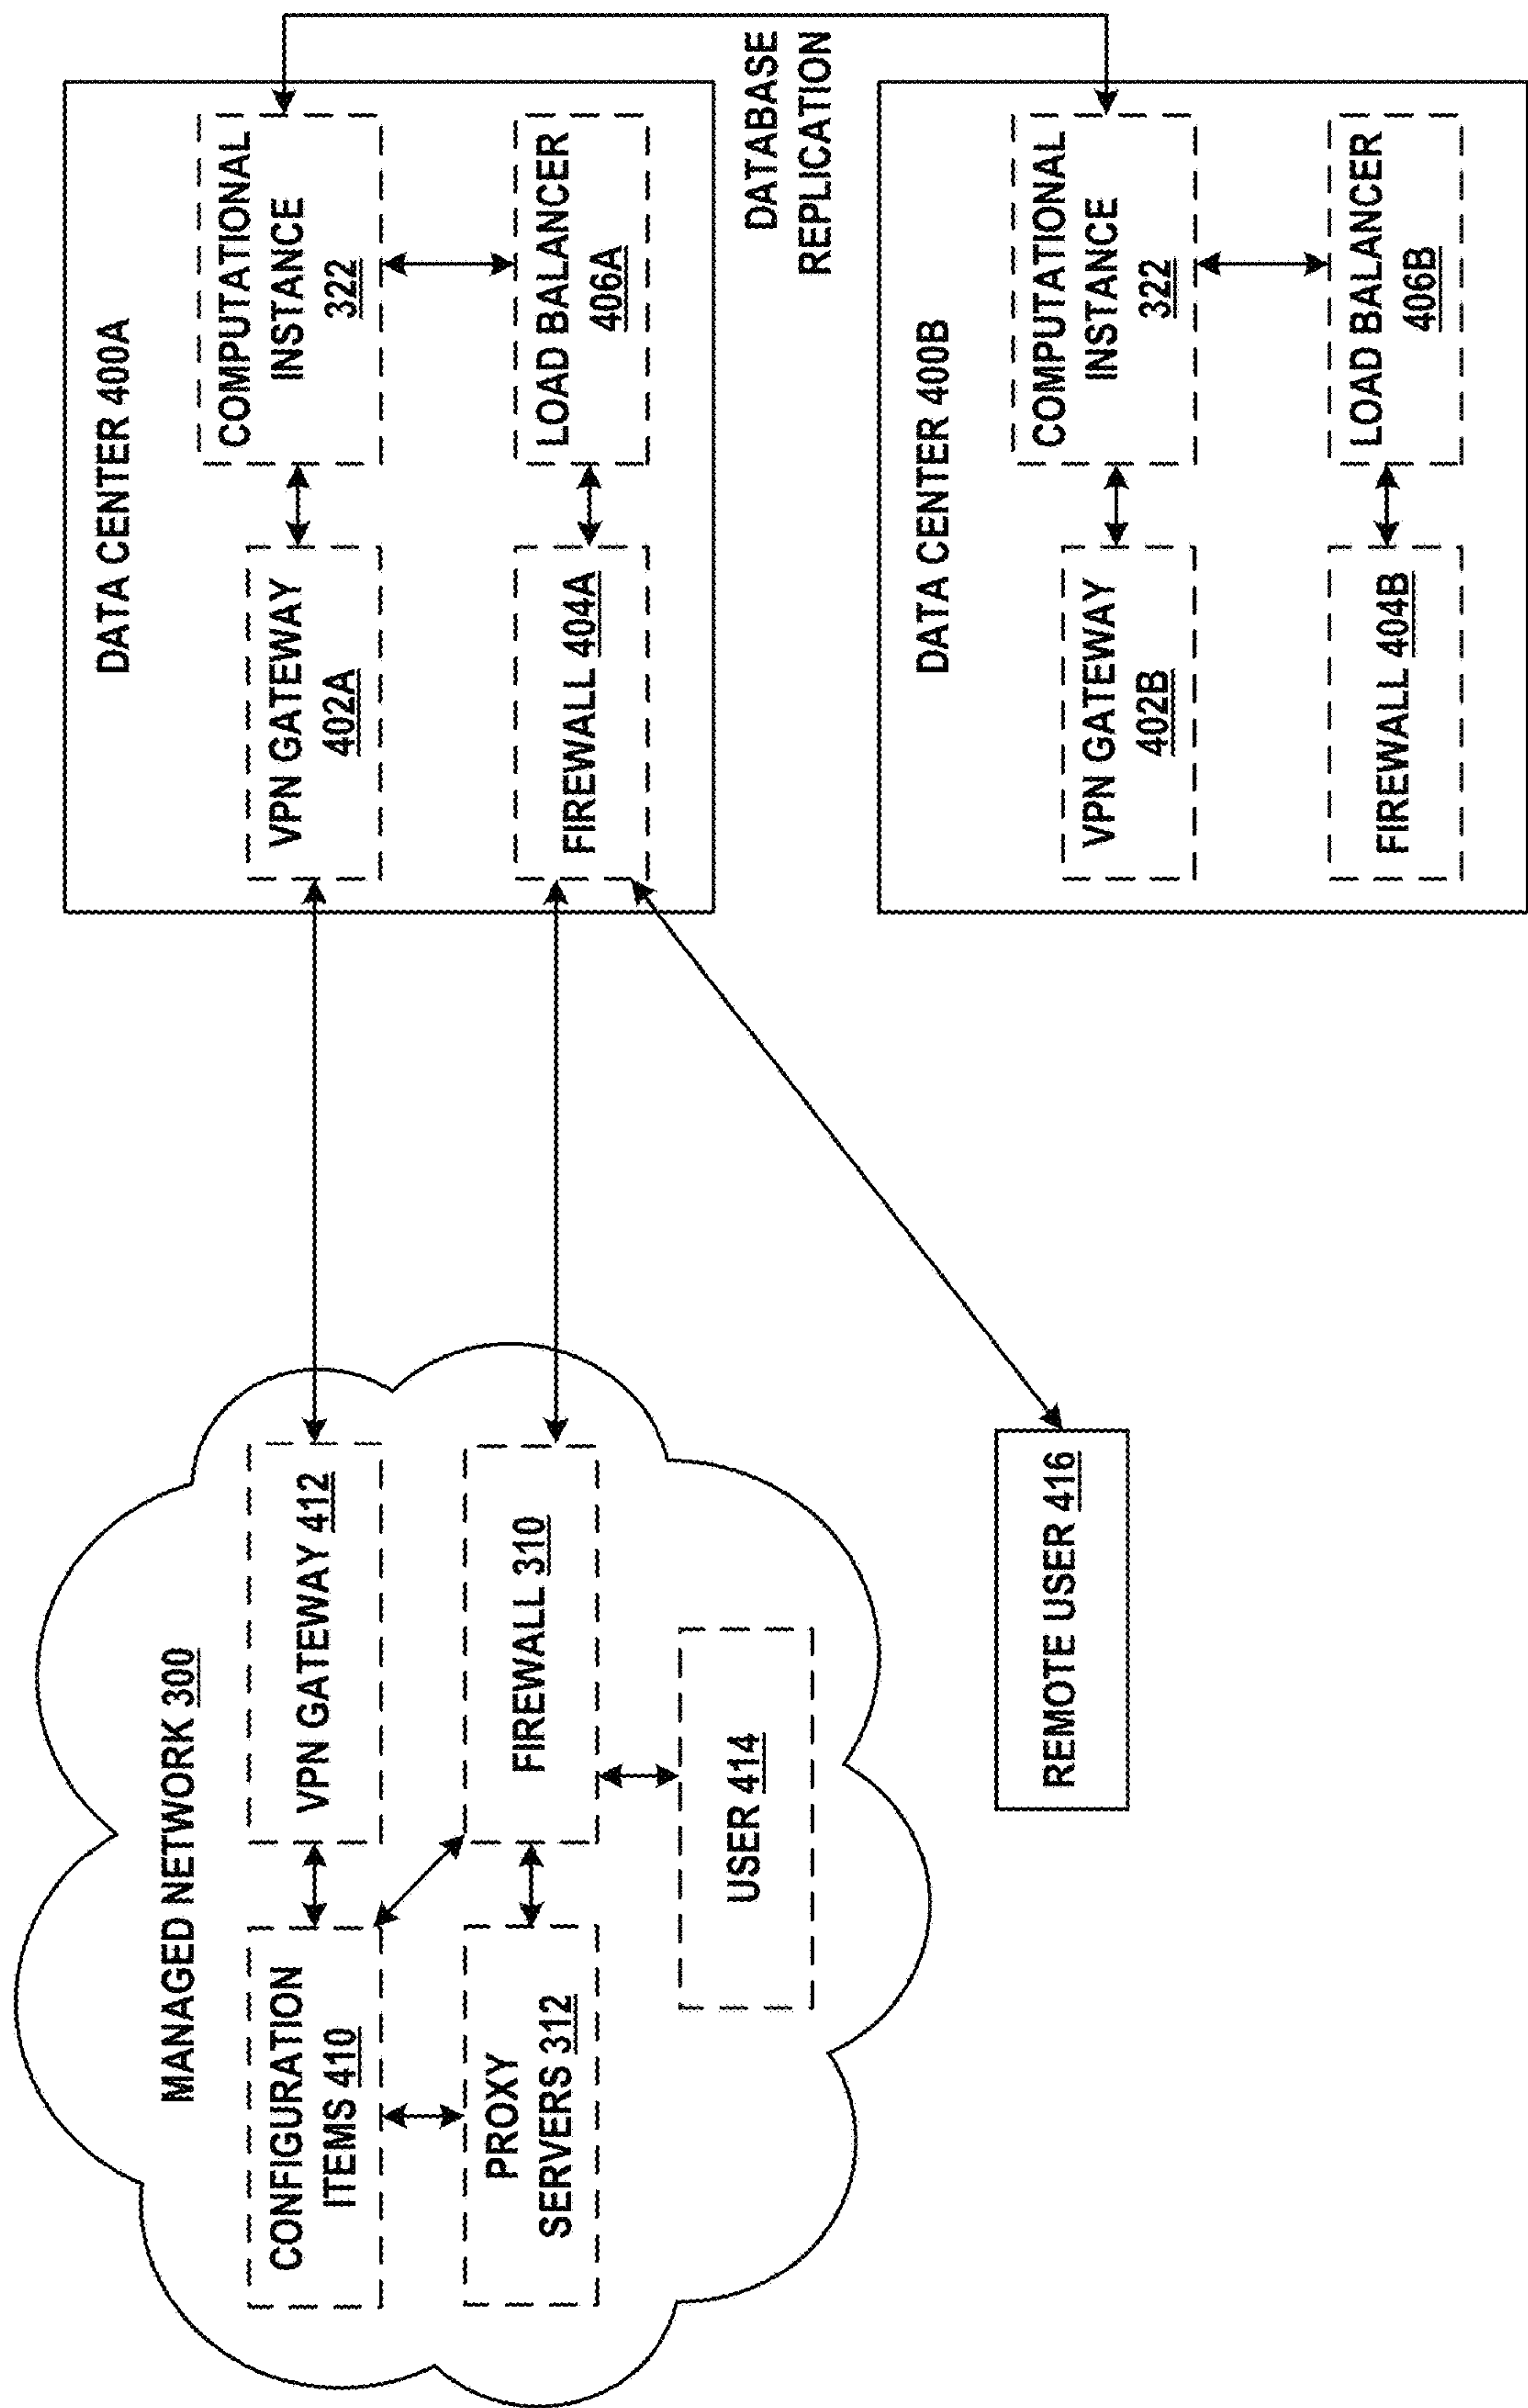 MANAGED NETWORK 300
CONFIGURATION
ITEMS 410
VPN GATEWAY 412
PROXY
SERVERS 312
FIREWALL 310
USER 414
REMOTE USER 416
DATA CENTER 400A
VPN GATEWAY
402A
COMPUTATIONAL
INSTANCE
322
FIREWALL 404A
LOAD BALANCER
406A
DATABASE
REPLICATION
DATA CENTER 400B
VPN GATEWAY
402B
COMPUTATIONAL
INSTANCE
322
FIREWALL 404B
LOAD BALANCER
406B